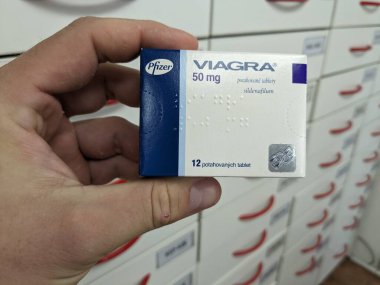 Pfizer
VIAGRA®
50 mg
potahované tablety
sildenafilum
12 potahovaných tablet